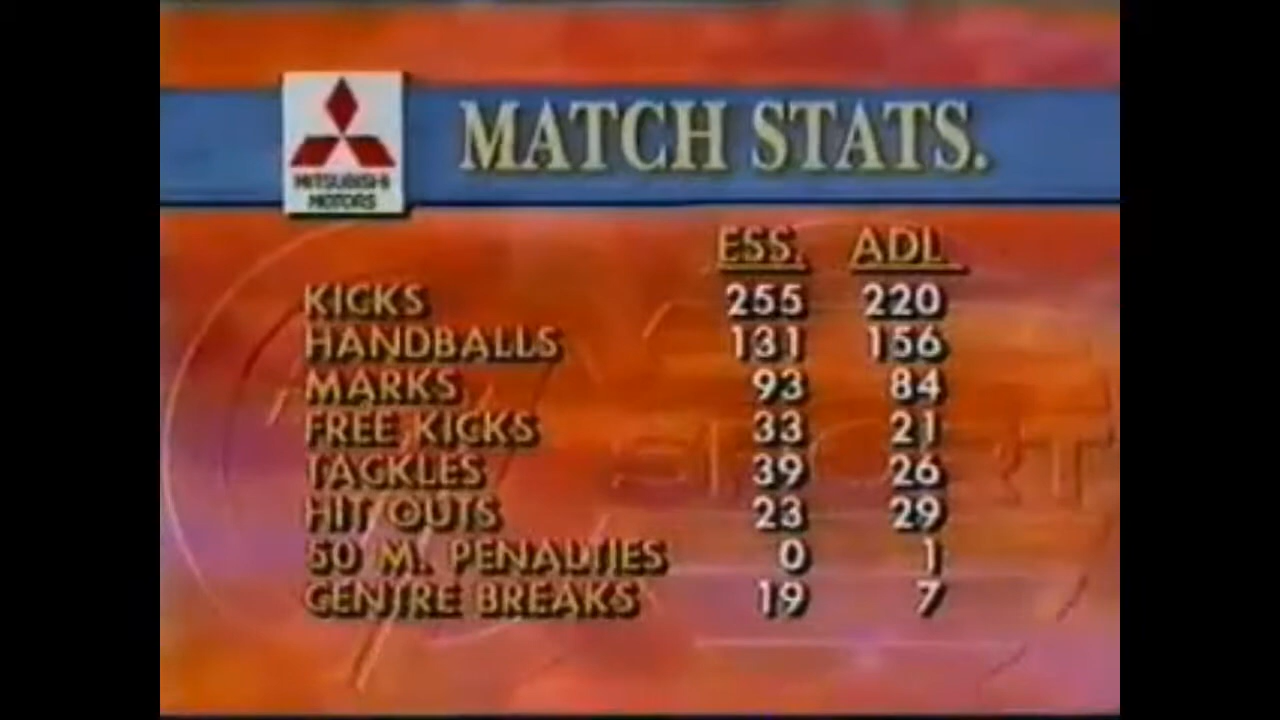 MITSUBISHI
MOTORS
MATCH STATS.
ESS. ADL
KICKS 255 220
HANDBALLS 131 156
MARKS 93 84
FREE KICKS 33 21
TACKLES 39 26
HIT OUTS 23 29
50 M. PENALTIES 0 1
CENTRE BREAKS 19 7
SPORT